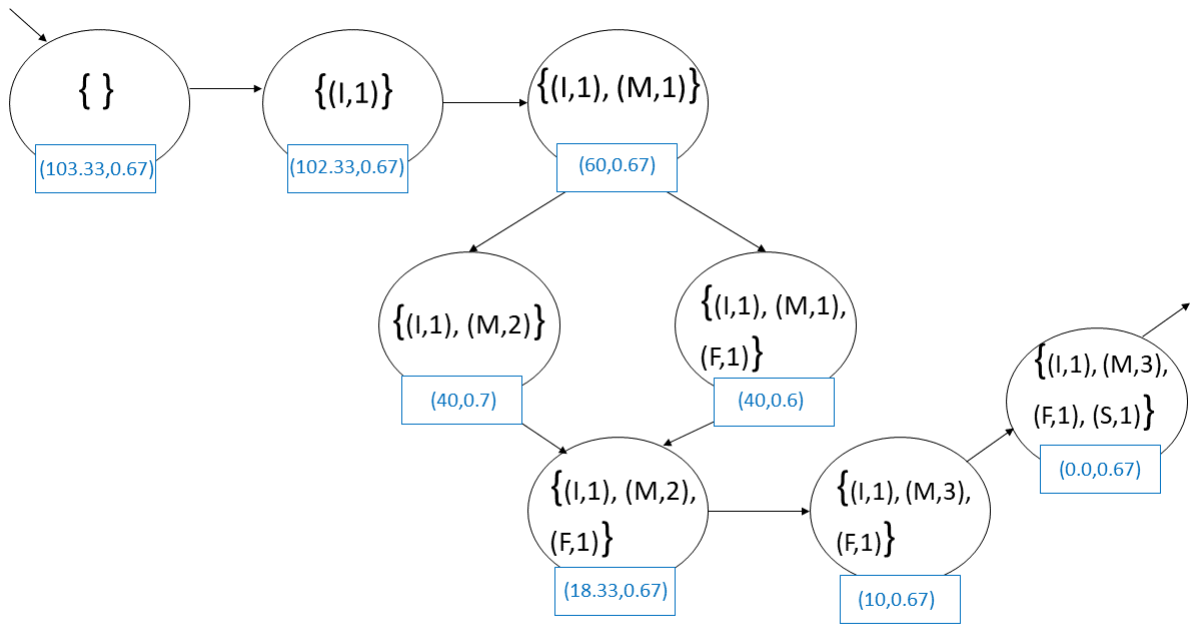 { }
(103.33,0.67)
{(I,1)}
(102.33,0.67)
{(I,1), (M,1)}
(60,0.67)
{(I,1), (M,2)}
(40,0.7)
{(I,1), (M,1),
(F,1)}
(40,0.6)
{(I,1), (M,2),
(F,1)}
(18.33,0.67)
{(I,1), (M,3),
(F,1)}
(10,0.67)
{(I,1), (M,3),
(F,1), (S,1)}
(0.0,0.67)